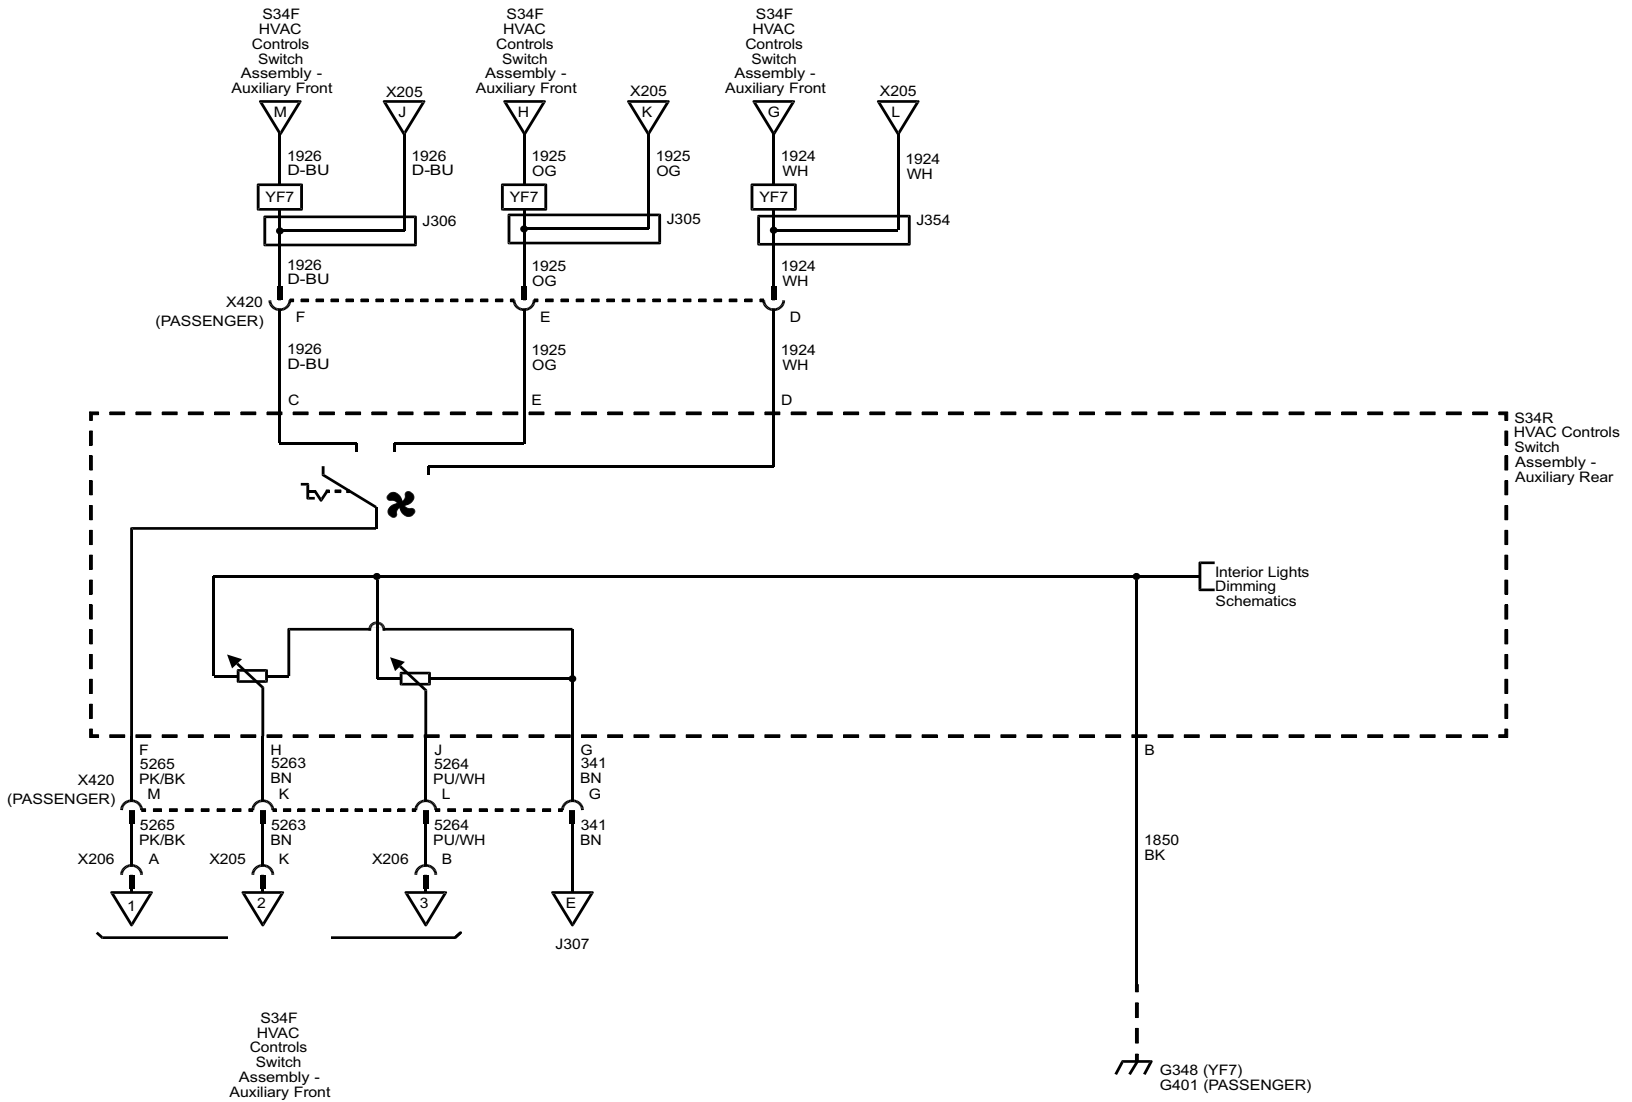 S34F
HVAC
Controls
Switch
Assembly -
Auxiliary Front
M
X205
J
S34F
HVAC
Controls
Switch
Assembly -
Auxiliary Front
H
X205
K
S34F
HVAC
Controls
Switch
Assembly -
Auxiliary Front
G
X205
L
1926
D-BU
1926
D-BU
1925
OG
1925
OG
1924
WH
1924
WH
YF7
YF7
YF7
J306
J305
J354
1926
D-BU
1925
OG
1924
WH
X420
(PASSENGER)
F
E
D
1926
D-BU
1925
OG
1924
WH
C
E
D
S34R
HVAC Controls
Switch
Assembly -
Auxiliary Rear
Interior Lights
Dimming
Schematics
F
5265
PK/BK
M
H
5263
BN
K
J
5264
PU/WH
L
G
341
BN
G
B
X420
(PASSENGER)
5265
PK/BK
5263
BN
5264
PU/WH
341
BN
1850
BK
X206
A
X205
K
X206
B
1
2
3
E
J307
S34F
HVAC
Controls
Switch
Assembly -
Auxiliary Front
G348 (YF7)
G401 (PASSENGER)